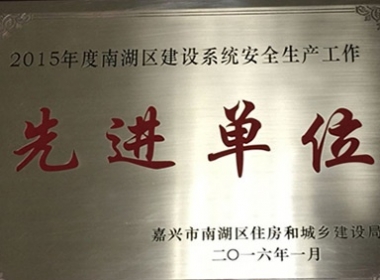 2015年度南湖区建设系统安全生产工作
先进单位
嘉兴市南湖区住房和城乡建设局
二〇一六年一月